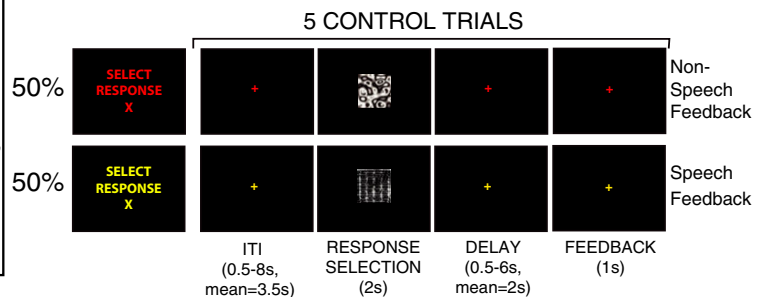 5 CONTROL TRIALS
50%
SELECT
RESPONSE
X
+
+
+
Non-
Speech
Feedback
50%
SELECT
RESPONSE
X
+
+
+
Speech
Feedback
ITI
(0.5-8s,
mean=3.5s)
RESPONSE
SELECTION
(2s)
DELAY
(0.5-6s,
mean=2s)
FEEDBACK
(1s)